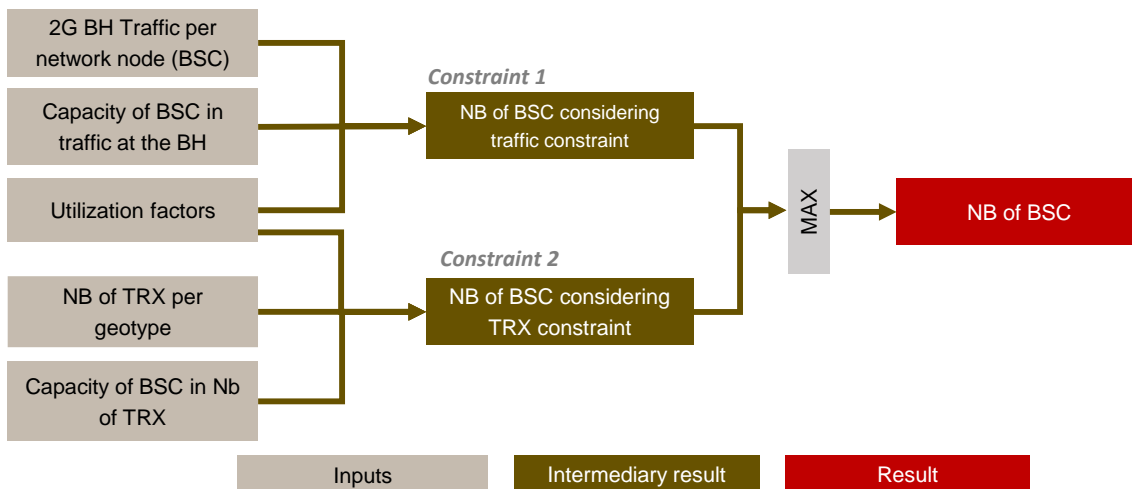 2G BH Traffic per
network node (BSC)
Capacity of BSC in
traffic at the BH
Utilization factors
NB of TRX per
geotype
Capacity of BSC in Nb
of TRX
Constraint 1
NB of BSC considering
traffic constraint
Constraint 2
NB of BSC considering
TRX constraint
MAX
NB of BSC
Inputs
Intermediary result
Result